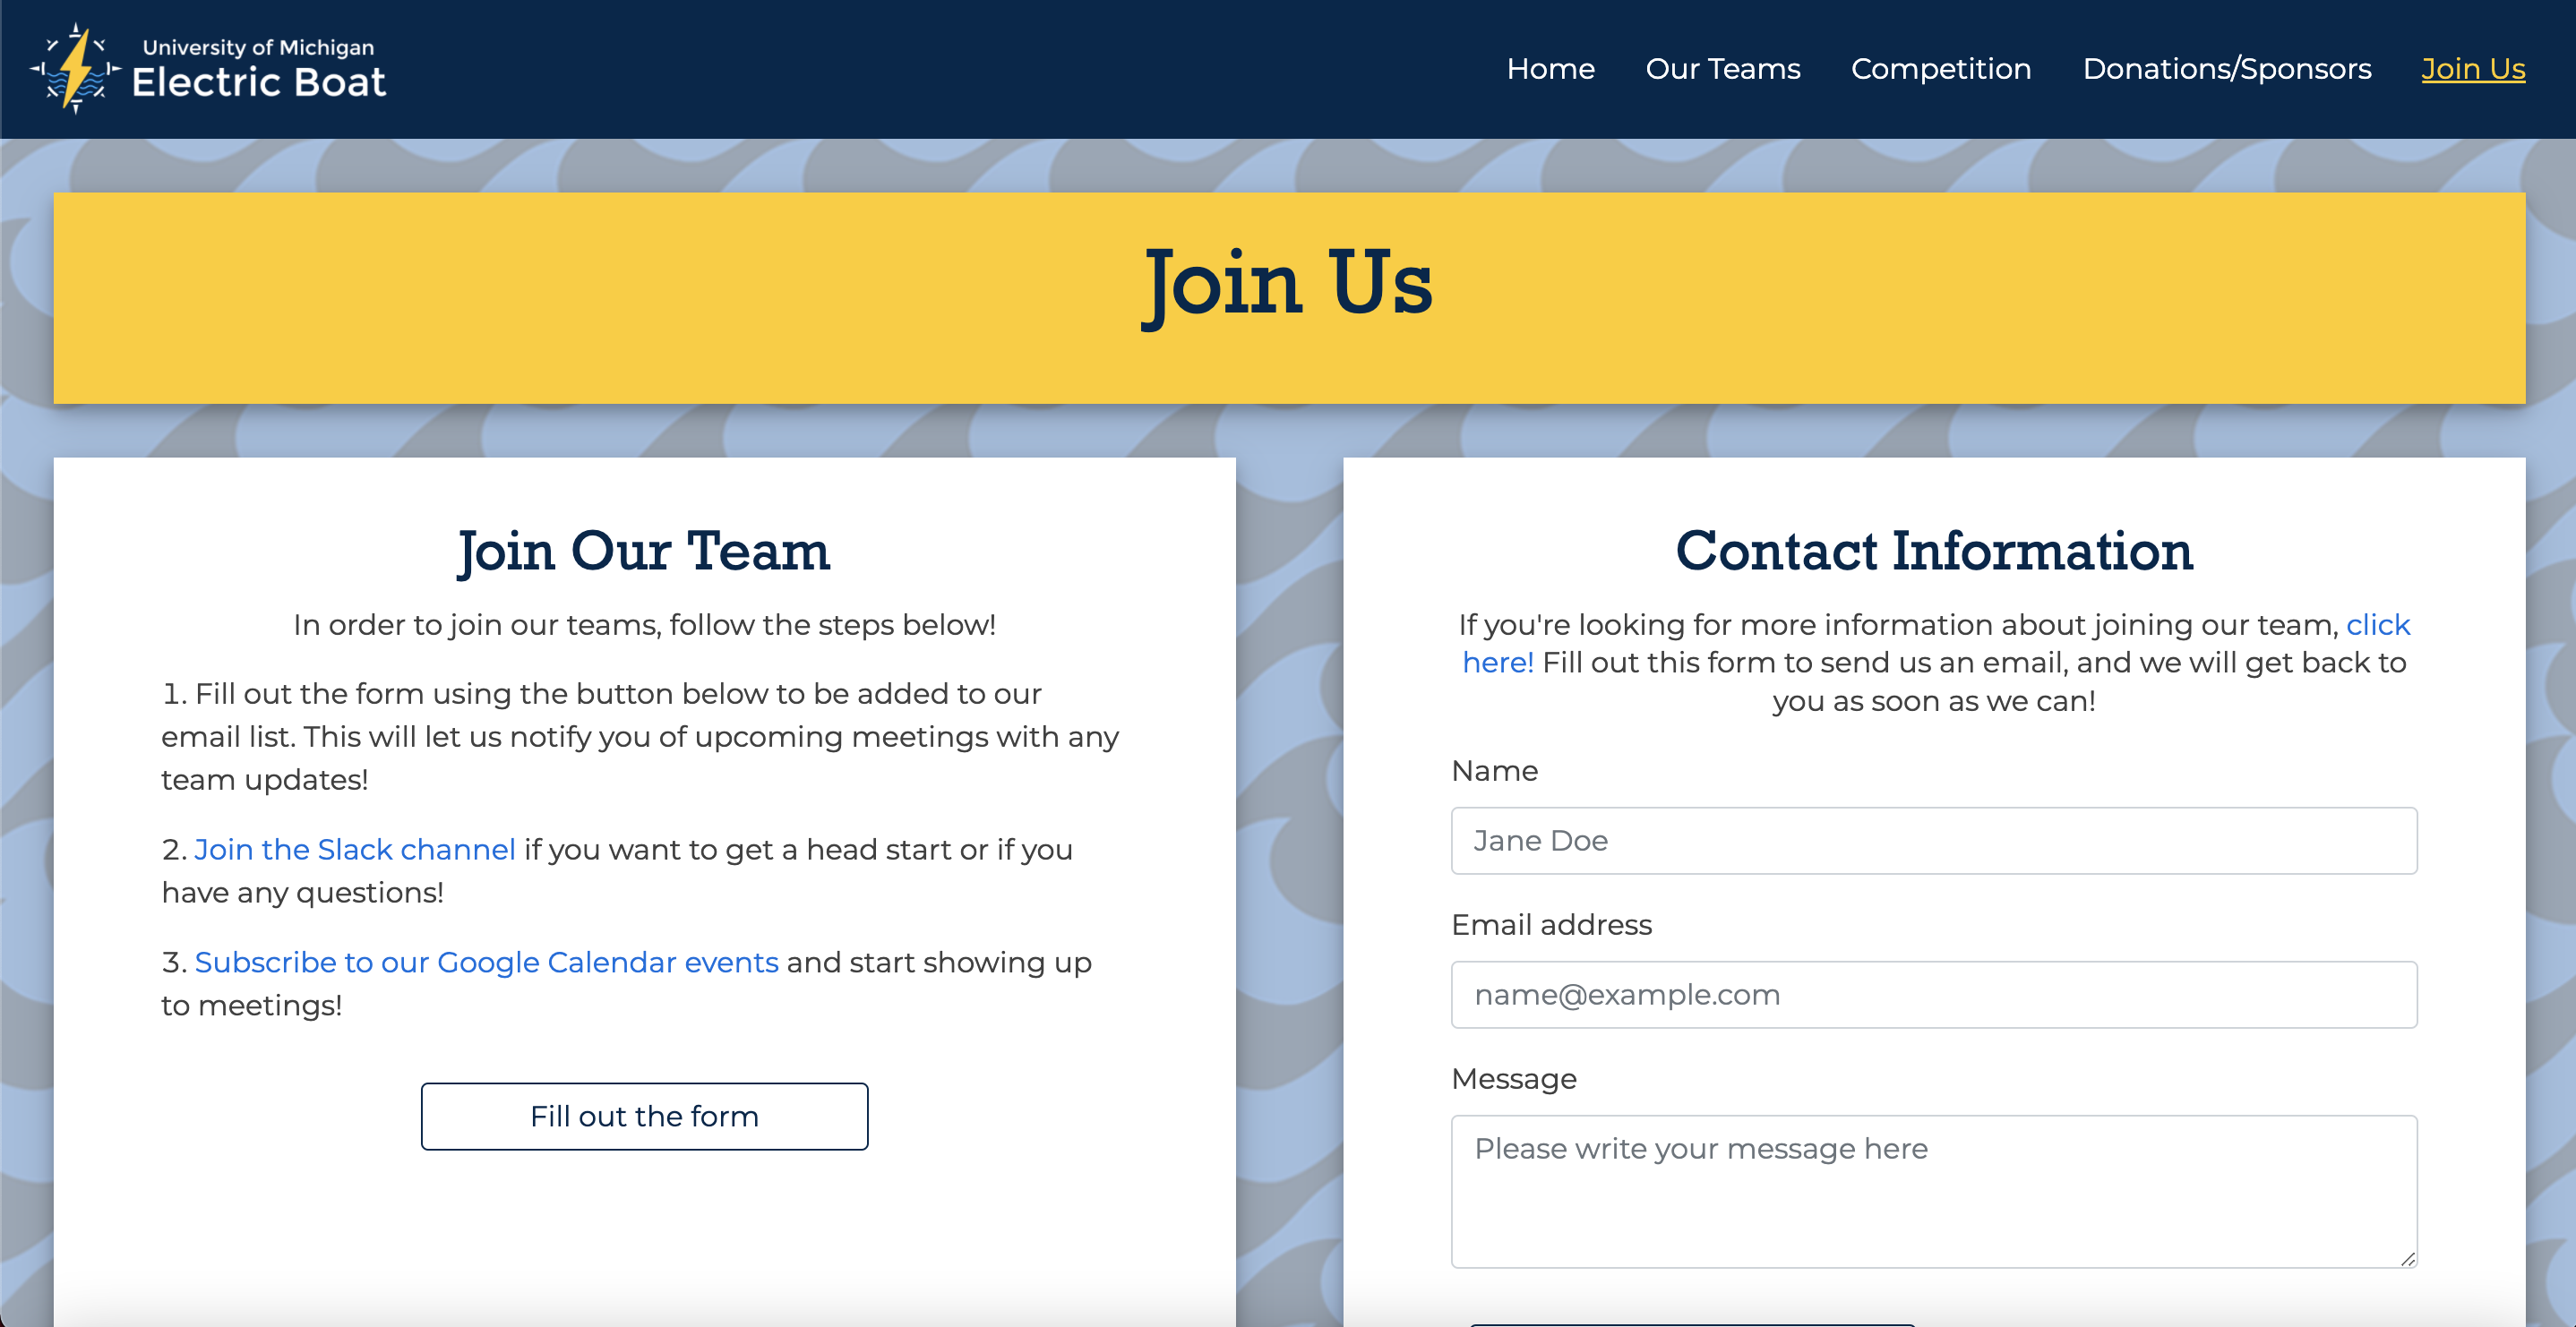 University of Michigan
Electric Boat
Home Our Teams Competition Donations/Sponsors Join Us
Join Us
Join Our Team
In order to join our teams, follow the steps below!
1. Fill out the form using the button below to be added to our
email list. This will let us notify you of upcoming meetings with any
team updates!
2. Join the Slack channel if you want to get a head start or if you
have any questions!
3. Subscribe to our Google Calendar events and start showing up
to meetings!
Fill out the form
Contact Information
If you're looking for more information about joining our team, click
here! Fill out this form to send us an email, and we will get back to
you as soon as we can!
Name
Jane Doe
Email address
name@example.com
Message
Please write your message here